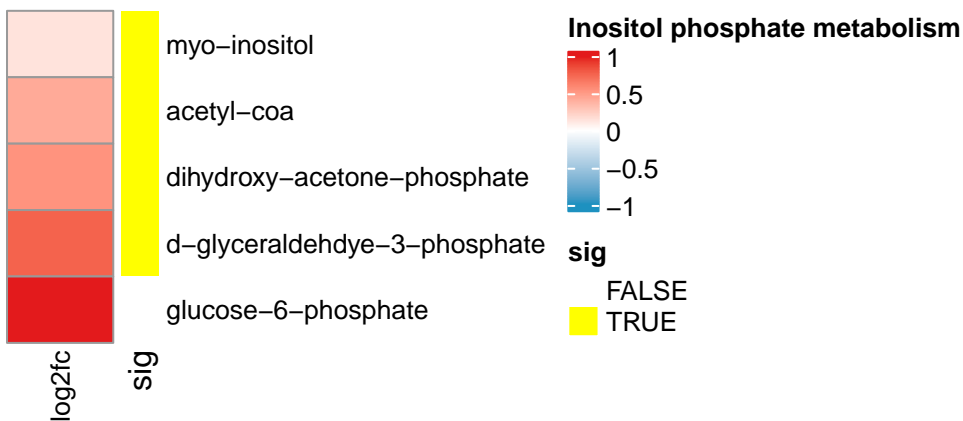 myo−inositol
acetyl−coa
dihydroxy−acetone−phosphate
d−glyceraldehdye−3−phosphate
glucose−6−phosphate
log2fc
sig
Inositol phosphate metabolism
1
0.5
0
−0.5
−1
sig
FALSE
TRUE